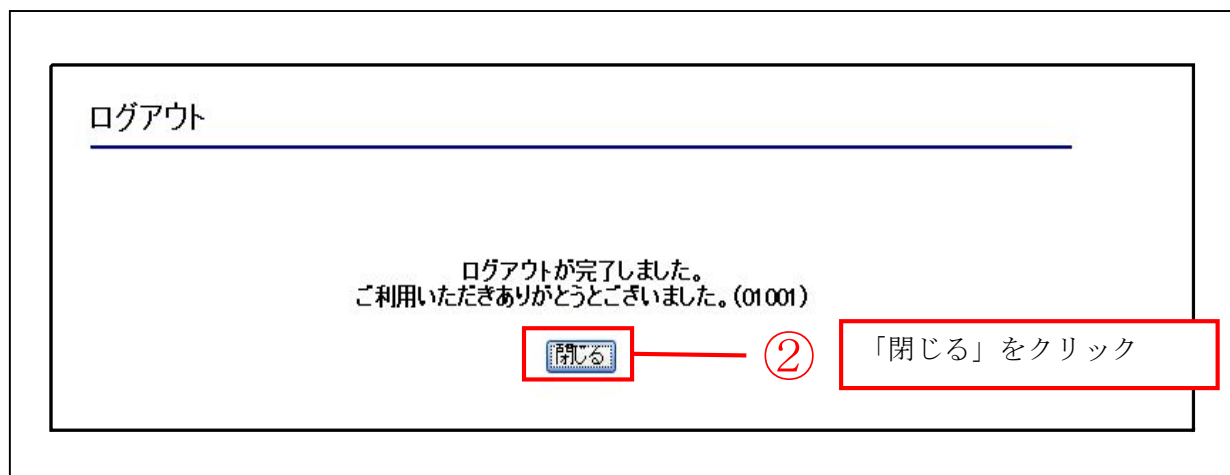 ログアウト
ログアウトが完了しました。
ご利用いただきありがとうとございました。(01001)
閉じる
②
「閉じる」をクリック